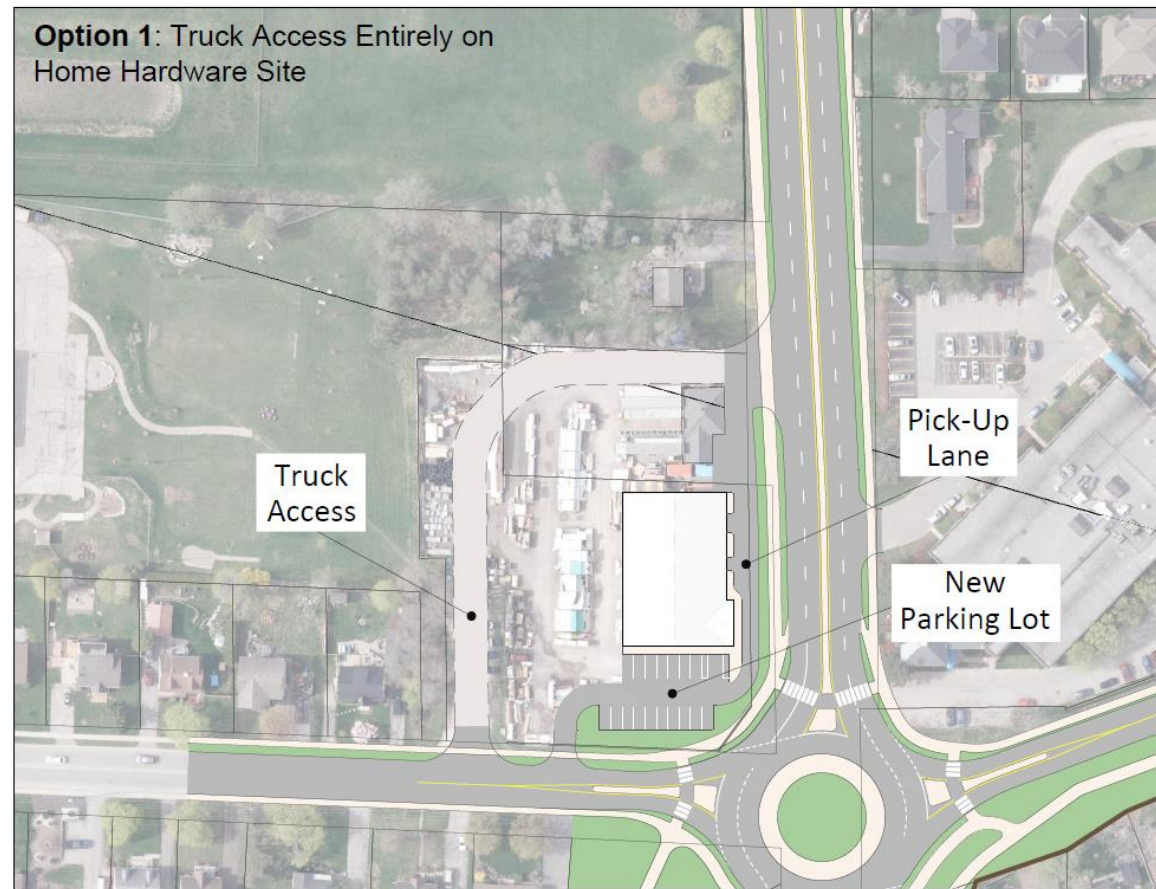 Option 1: Truck Access Entirely on
Home Hardware Site
Pick-Up
Lane
Truck
Access
New
Parking Lot